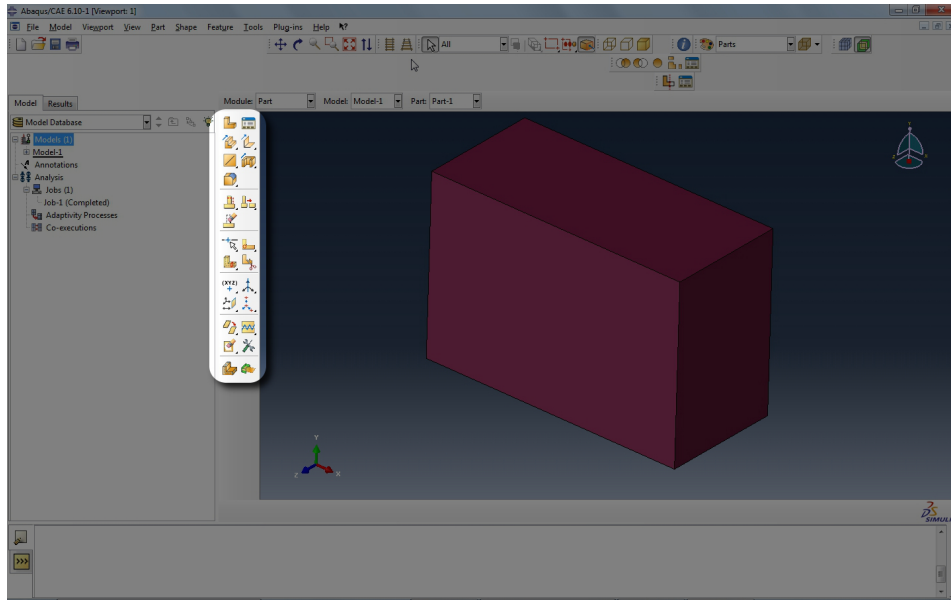 Abaqus/CAE 6.10-1 [Viewport: 1]
File Model Viewport View Part Shape Feature Tools Plug-ins Help
All Parts
Model Results
Module: Part Model: Model-1 Part: Part-1
Model Database
Models (1)
Model-1
Annotations
Analysis
Jobs (1)
Job-1 (Completed)
Adaptivity Processes
Co-executions
(XYZ)
Y
X
Z
Y
X
Z
SIMULI
>>>